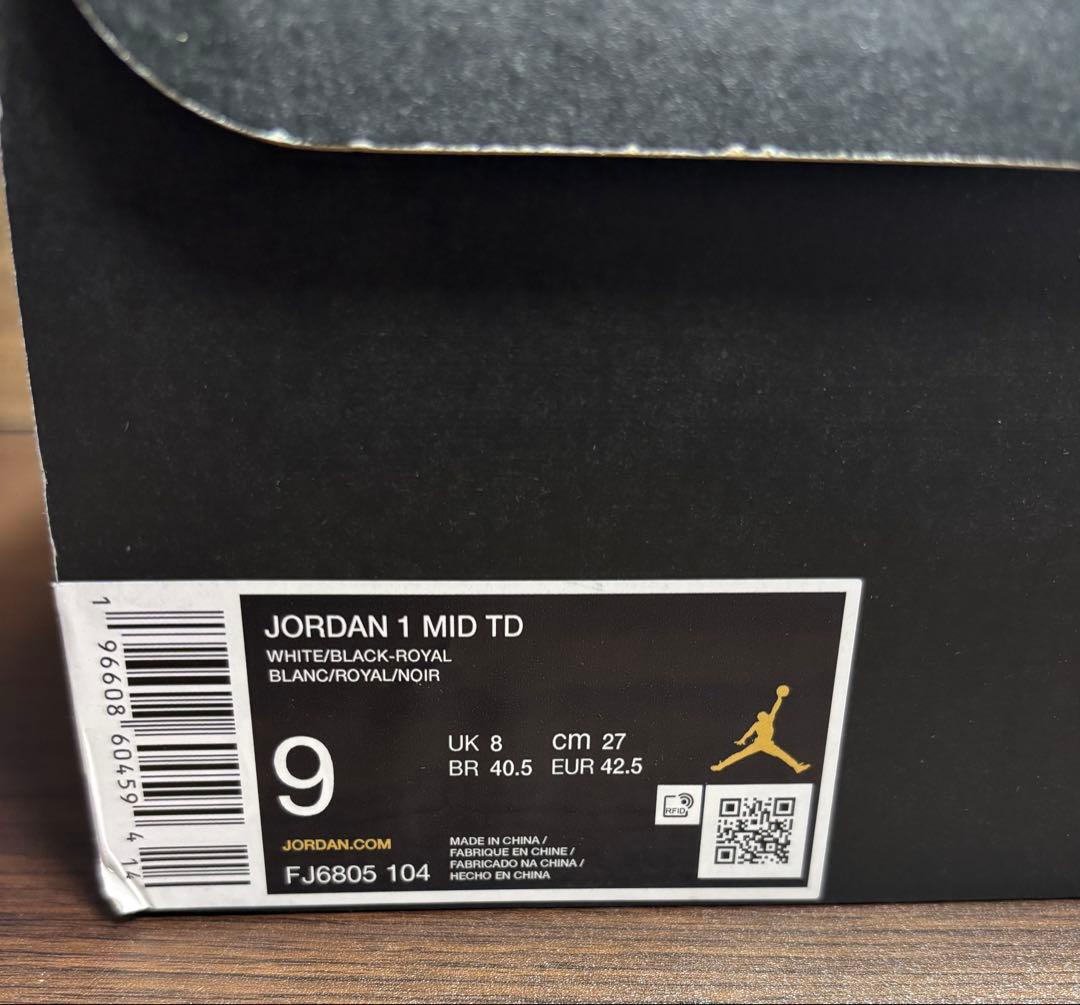 JORDAN 1 MID TD
WHITE/BLACK-ROYAL
BLANC/ROYAL/NOIR
9
UK 8 cm 27
BR 40.5 EUR 42.5
RFID
JORDAN.COM
FJ6805 104
MADE IN CHINA /
FABRIQUE EN CHINE /
FABRICADO NA CHINA /
HECHO EN CHINA
1 96608 60459 4 14